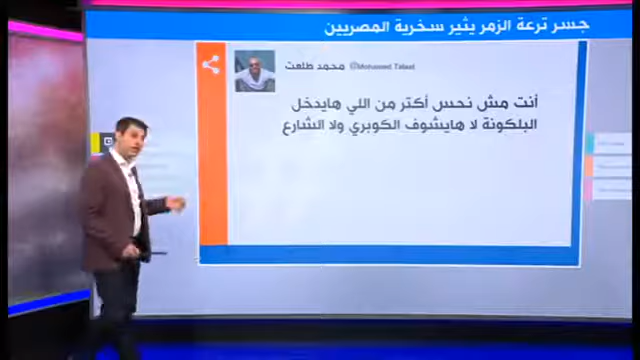 جسر ترعة الزمر يثير سخرية المصريين
محمد طلعت @Mohamed Talaat
أنت مش نحس أكتر من اللي هايدخل
البلكونة لا هايشوف الكوبري ولا الشارع